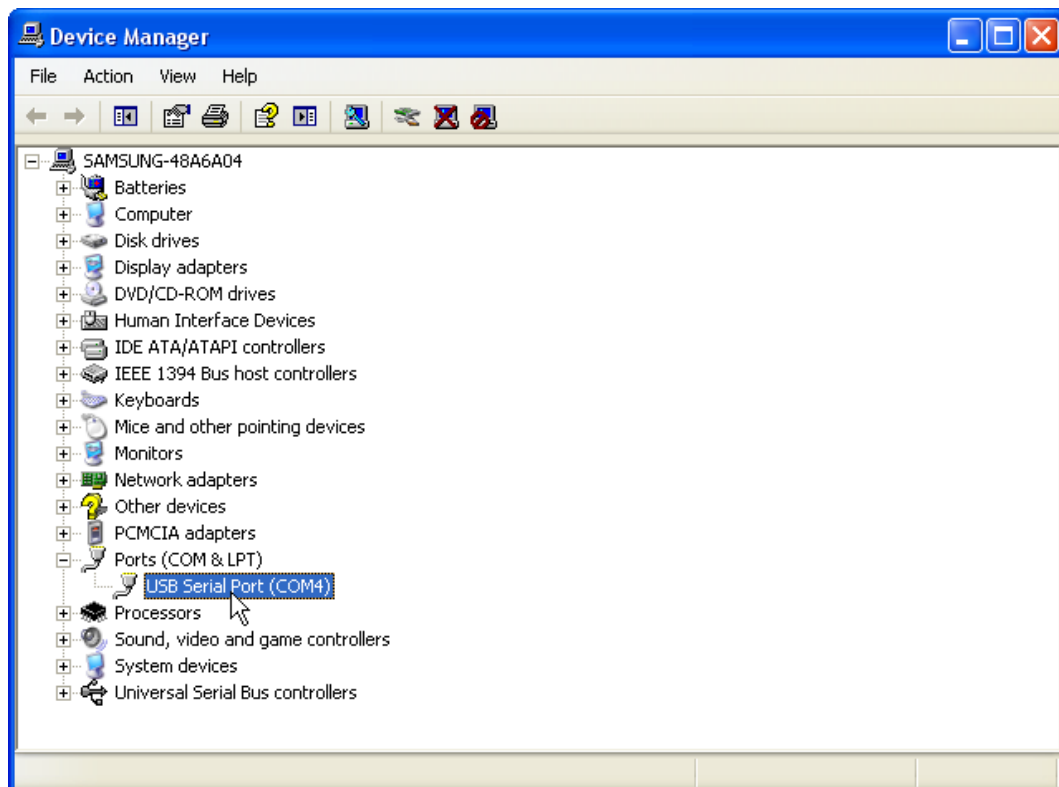 Device Manager
File Action View Help
SAMSUNG-48A6A04
Batteries
Computer
Disk drives
Display adapters
DVD/CD-ROM drives
Human Interface Devices
IDE ATA/ATAPI controllers
IEEE 1394 Bus host controllers
Keyboards
Mice and other pointing devices
Monitors
Network adapters
Other devices
PCMCIA adapters
Ports (COM & LPT)
USB Serial Port (COM4)
Processors
Sound, video and game controllers
System devices
Universal Serial Bus controllers